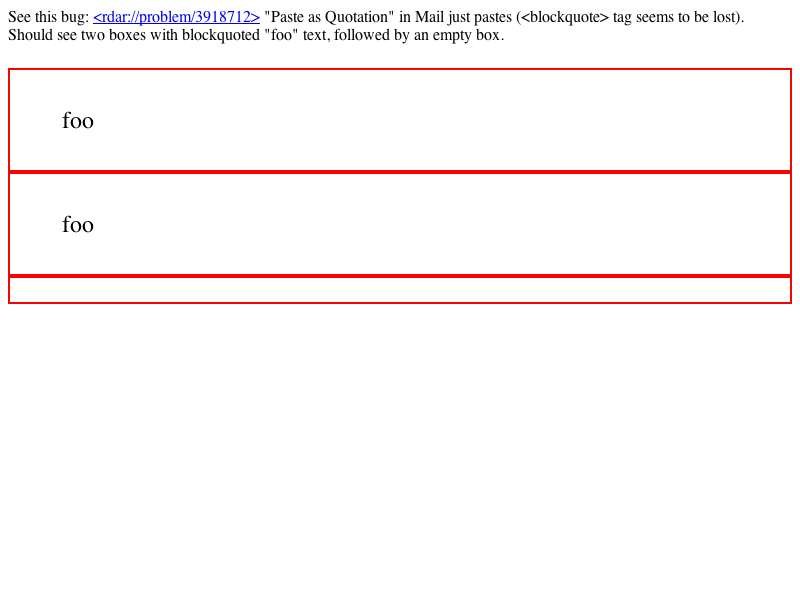 See this bug: <rdar://problem/3918712> "Paste as Quotation" in Mail just pastes (<blockquote> tag seems to be lost).
Should see two boxes with blockquoted "foo" text, followed by an empty box.
foo
foo